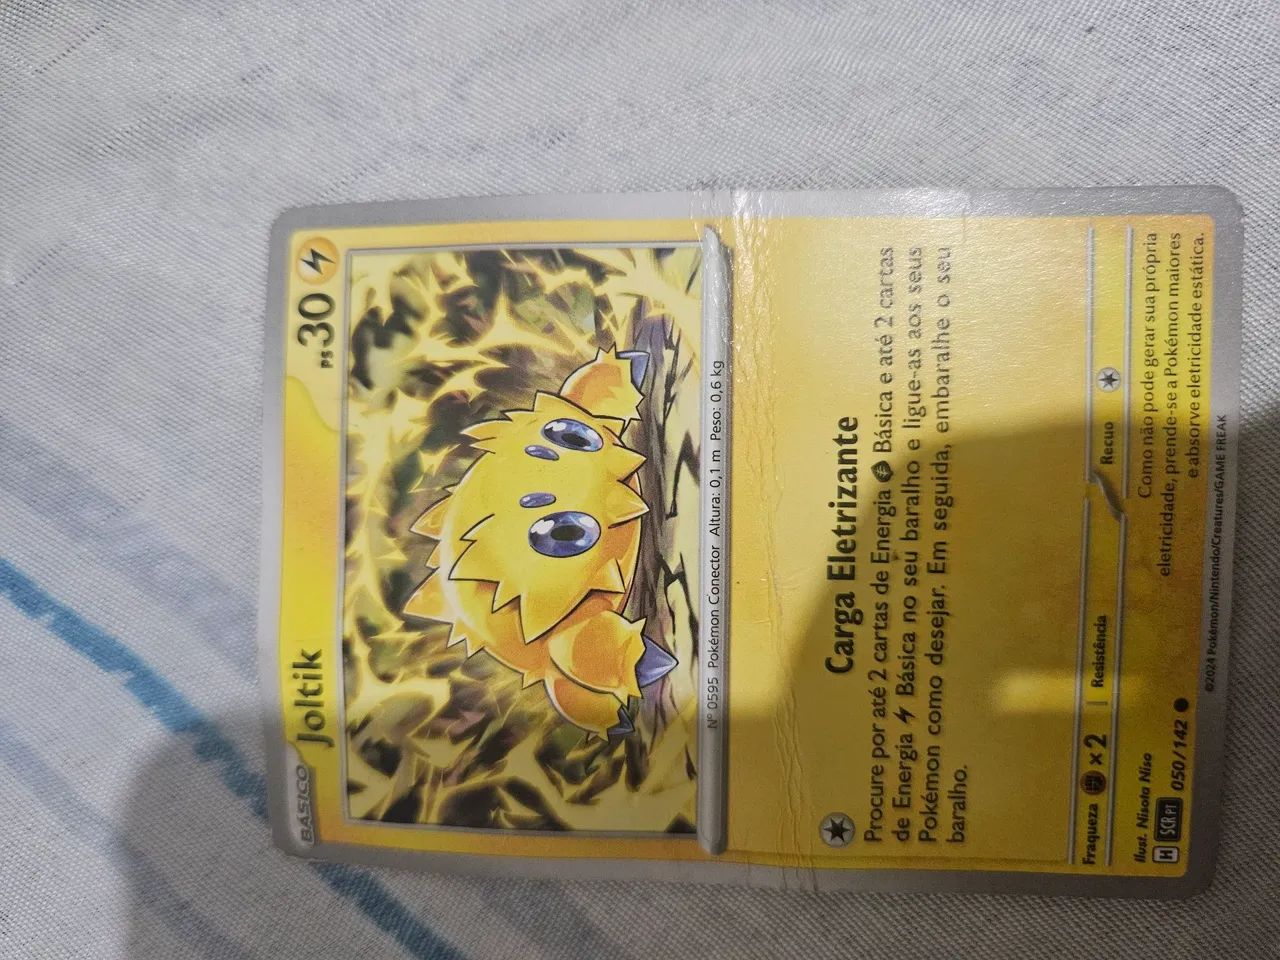 BÁSICO
Joltik
PS 30
Nº 0595 Pokémon Conector Altura: 0,1 m Peso: 0,6 kg
Carga Eletrizante
Procure por até 2 cartas de Energia Básica e até 2 cartas
de Energia Básica no seu baralho e ligue-as aos seus
Pokémon como desejar. Em seguida, embaralhe o seu
baralho.
Fraqueza × 2 Resistência Recuo
Ilust. Nisota Niso
H SCR PT 050/142
Como não pode gerar sua própria
eletricidade, prende-se a Pokémon maiores
e absorve eletricidade estática.
©2024 Pokémon/Nintendo/Creatures/GAME FREAK